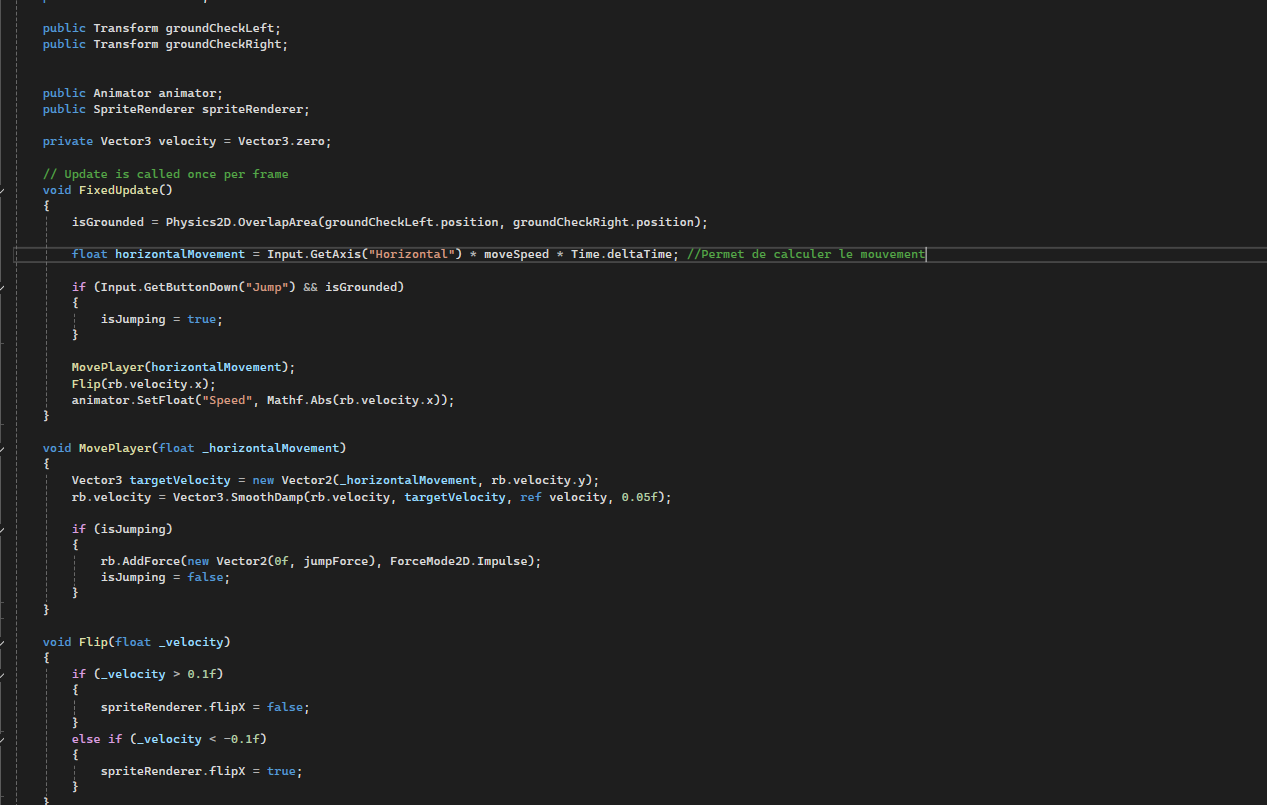 public Transform groundCheckLeft;
public Transform groundCheckRight;
public Animator animator;
public SpriteRenderer spriteRenderer;
private Vector3 velocity = Vector3.zero;
// Update is called once per frame
void FixedUpdate()
{
isGrounded = Physics2D.OverlapArea(groundCheckLeft.position, groundCheckRight.position);
float horizontalMovement = Input.GetAxis("Horizontal") * moveSpeed * Time.deltaTime; //Permet de calculer le mouvement
if (Input.GetButtonDown("Jump") && isGrounded)
{
isJumping = true;
}
MovePlayer(horizontalMovement);
Flip(rb.velocity.x);
animator.SetFloat("Speed", Mathf.Abs(rb.velocity.x));
}
void MovePlayer(float _horizontalMovement)
{
Vector3 targetVelocity = new Vector2(_horizontalMovement, rb.velocity.y);
rb.velocity = Vector3.SmoothDamp(rb.velocity, targetVelocity, ref velocity, 0.05f);
if (isJumping)
{
rb.AddForce(new Vector2(0f, jumpForce), ForceMode2D.Impulse);
isJumping = false;
}
}
void Flip(float _velocity)
{
if (_velocity > 0.1f)
{
spriteRenderer.flipX = false;
}
else if (_velocity < -0.1f)
{
spriteRenderer.flipX = true;
}
}